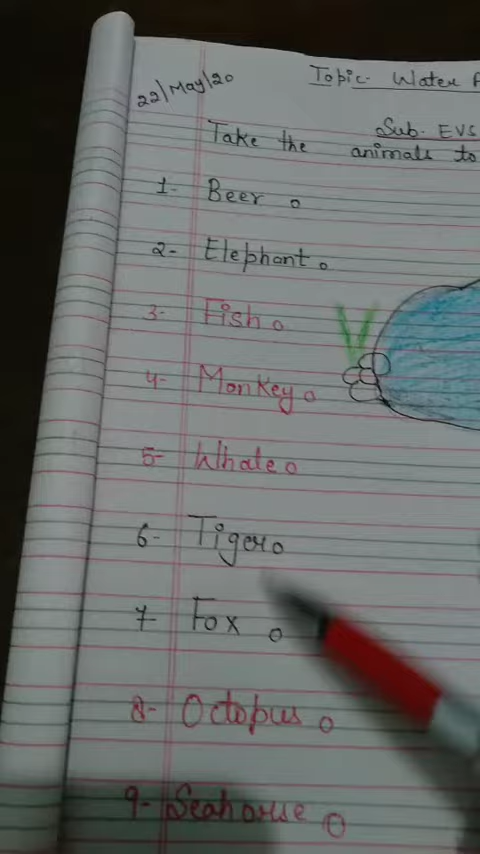 22/May/20
Topic- Water
Sub- EVS
Take the animals to
1- Beer
2- Elephant
3- Fish
4- Monkey
5- Whale
6- Tiger
7- Fox
8- Octopus
9- Seahorse